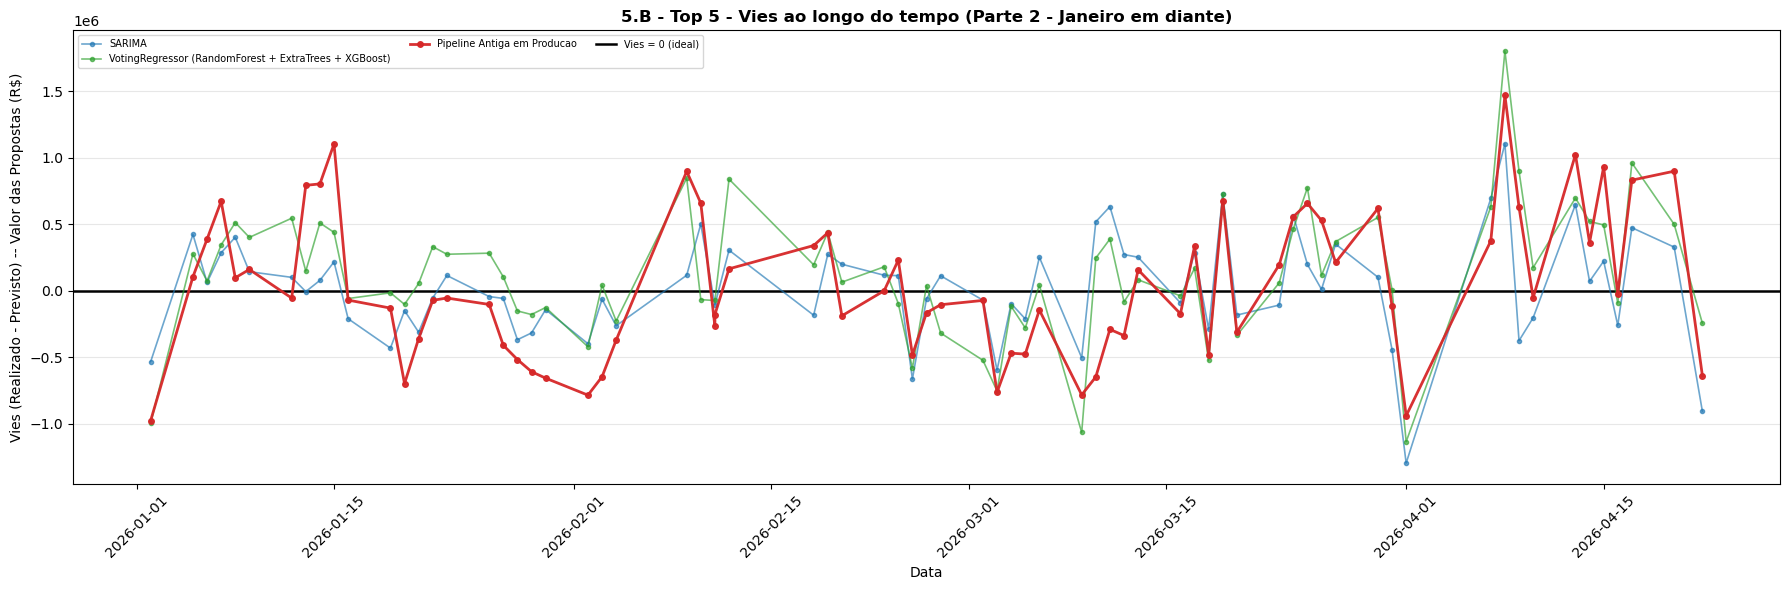 5.B - Top 5 - Vies ao longo do tempo (Parte 2 - Janeiro em diante)
1e6
SARIMA
VotingRegressor (RandomForest + ExtraTrees + XGBoost)
Pipeline Antiga em Producao
Vies = 0 (ideal)
Vies (Realizado - Previsto) -- Valor das Propostas (R$)
1.5
1.0
0.5
0.0
−0.5
−1.0
2026-01-01
2026-01-15
2026-02-01
2026-02-15
2026-03-01
2026-03-15
2026-04-01
2026-04-15
Data